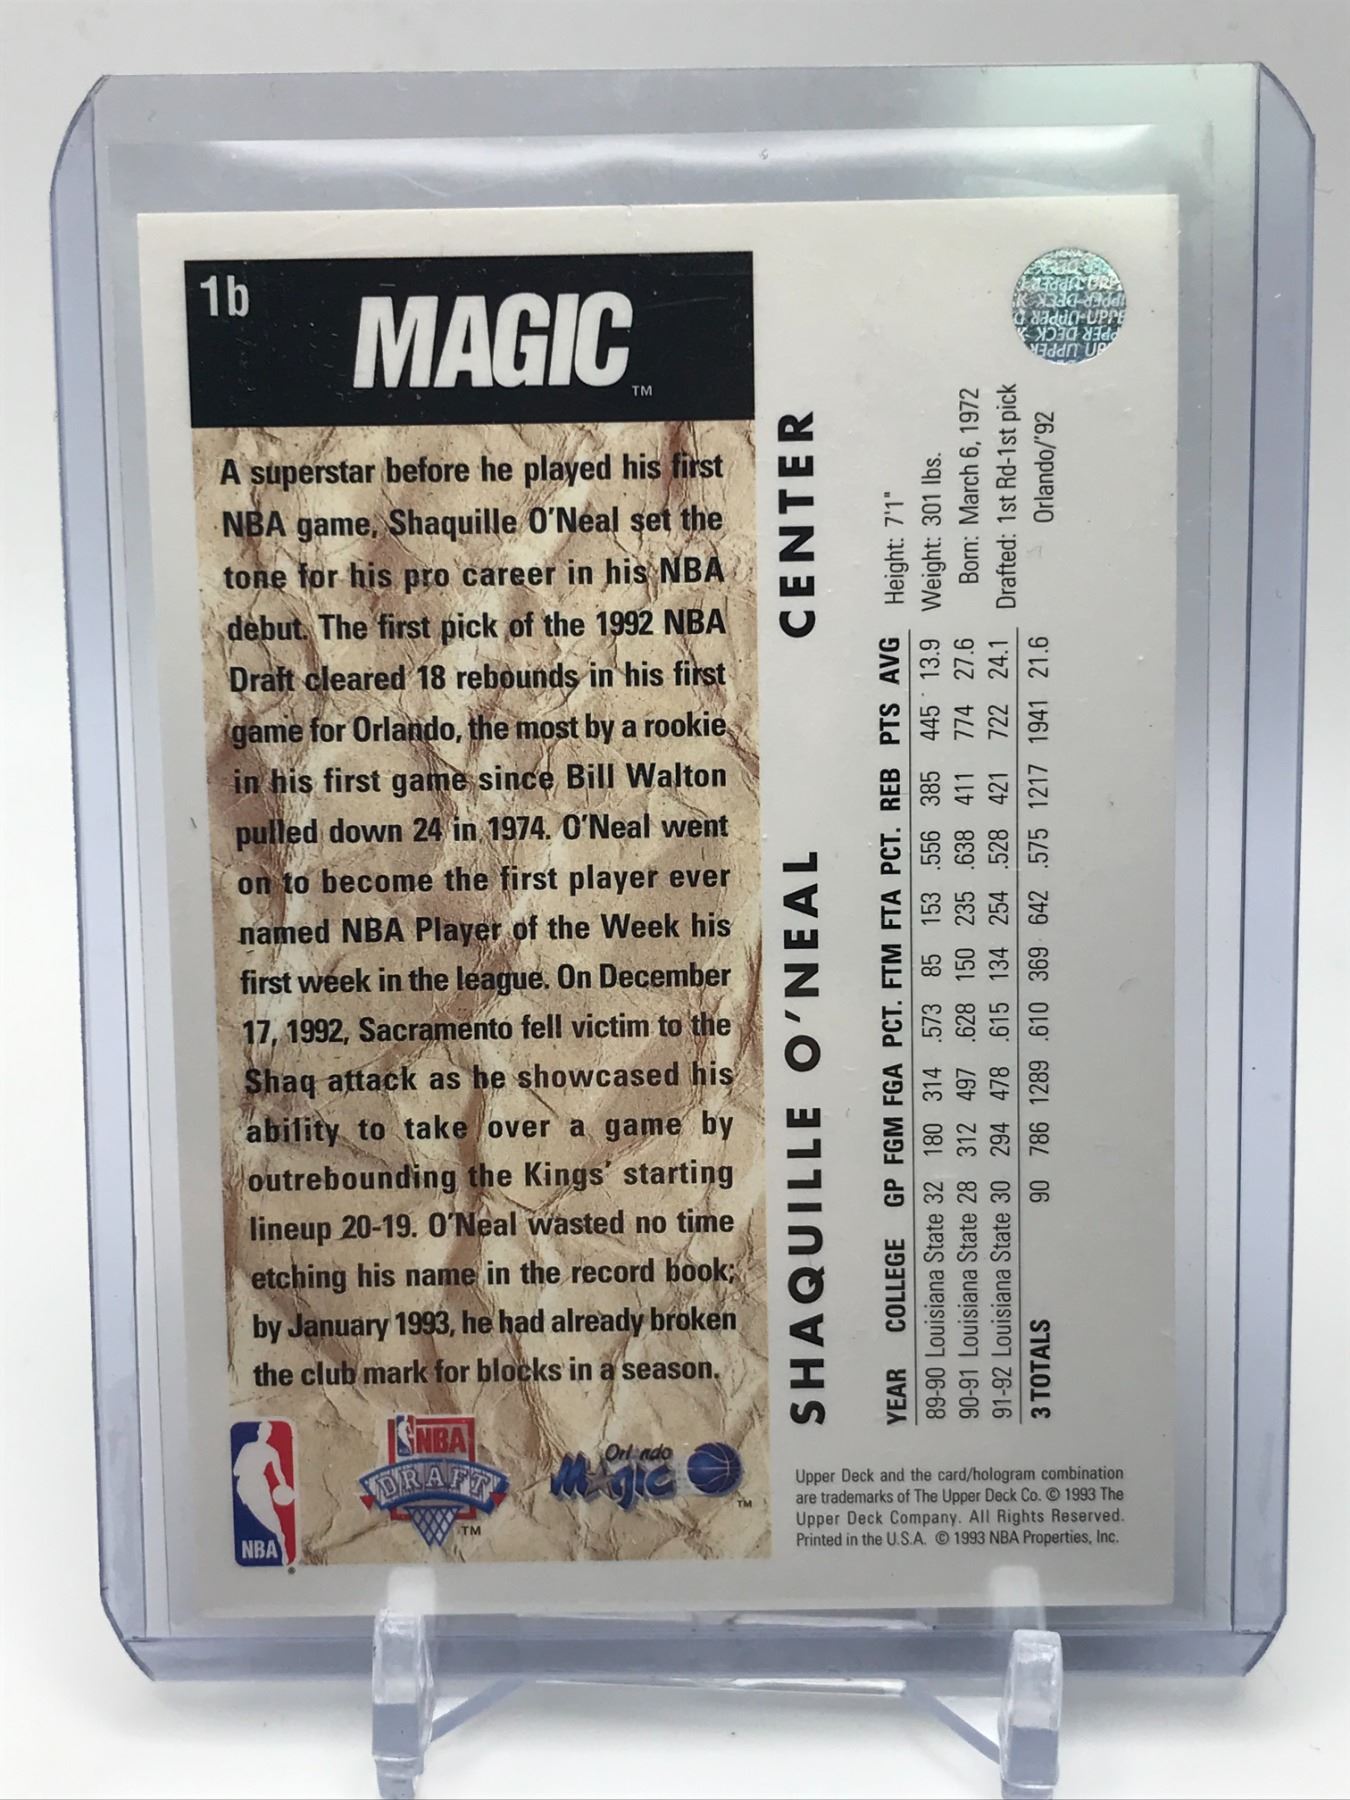 1b
MAGIC™
A superstar before he played his first
NBA game, Shaquille O'Neal set the
tone for his pro career in his NBA
debut. The first pick of the 1992 NBA
Draft cleared 18 rebounds in his first
game for Orlando, the most by a rookie
in his first game since Bill Walton
pulled down 24 in 1974. O'Neal went
on to become the first player ever
named NBA Player of the Week his
first week in the league. On December
17, 1992, Sacramento fell victim to the
Shaq attack as he showcased his
ability to take over a game by
outrebounding the Kings' starting
lineup 20-19. O'Neal wasted no time
etching his name in the record book;
by January 1993, he had already broken
the club mark for blocks in a season.
NBA
NBA
DRAFT
™
Orlando
Magic
™
SHAQUILLE O'NEAL CENTER
Height: 7'1"
Weight: 301 lbs.
Born: March 6, 1972
Drafted: 1st Rd-1st pick
Orlando/'92
YEAR COLLEGE GP FGM FGA PCT. FTM FTA PCT. REB PTS AVG
89-90 Louisiana State 32 180 314 .573 85 153 .556 385 445 13.9
90-91 Louisiana State 28 312 497 .628 150 235 .638 411 774 27.6
91-92 Louisiana State 30 294 478 .615 134 254 .528 421 722 24.1
3 TOTALS 90 786 1289 .610 369 642 .575 1217 1941 21.6
Upper Deck and the card/hologram combination
are trademarks of The Upper Deck Co. © 1993 The
Upper Deck Company. All Rights Reserved.
Printed in the U.S.A. © 1993 NBA Properties, Inc.